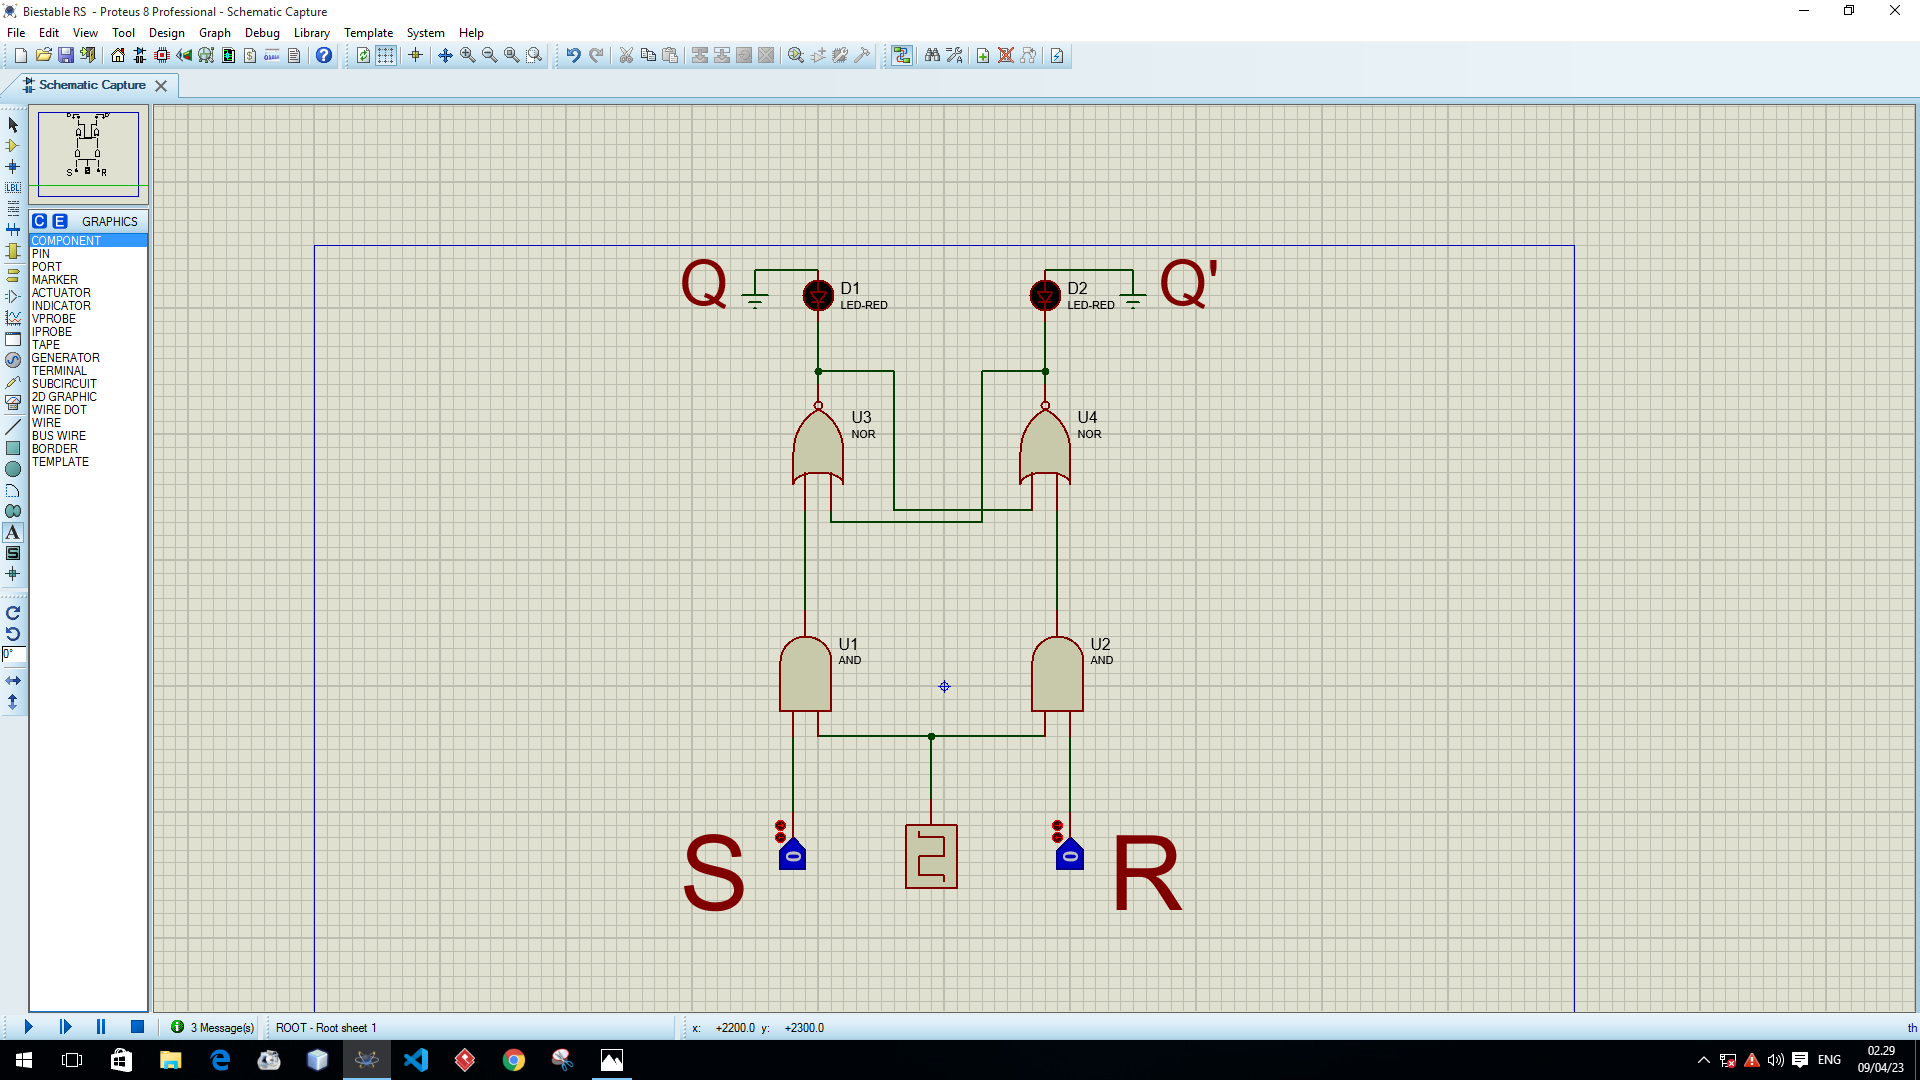 Biestable RS - Proteus 8 Professional - Schematic Capture
File Edit View Tool Design Graph Debug Library Template System Help
Schematic Capture
S R
LBL
C E GRAPHICS
COMPONENT
PIN
PORT
MARKER
ACTUATOR
INDICATOR
VPROBE
IPROBE
TAPE
GENERATOR
TERMINAL
SUBCIRCUIT
2D GRAPHIC
WIRE DOT
WIRE
BUS WIRE
BORDER
TEMPLATE
A
S
0°
Q D1
LED-RED
D2 Q'
LED-RED
U3
NOR
U4
NOR
U1
AND
U2
AND
S 0 0 R
3 Message(s) ROOT - Root sheet 1 x: +2200.0 y: +2300.0 th
ENG 02.29
09/04/23